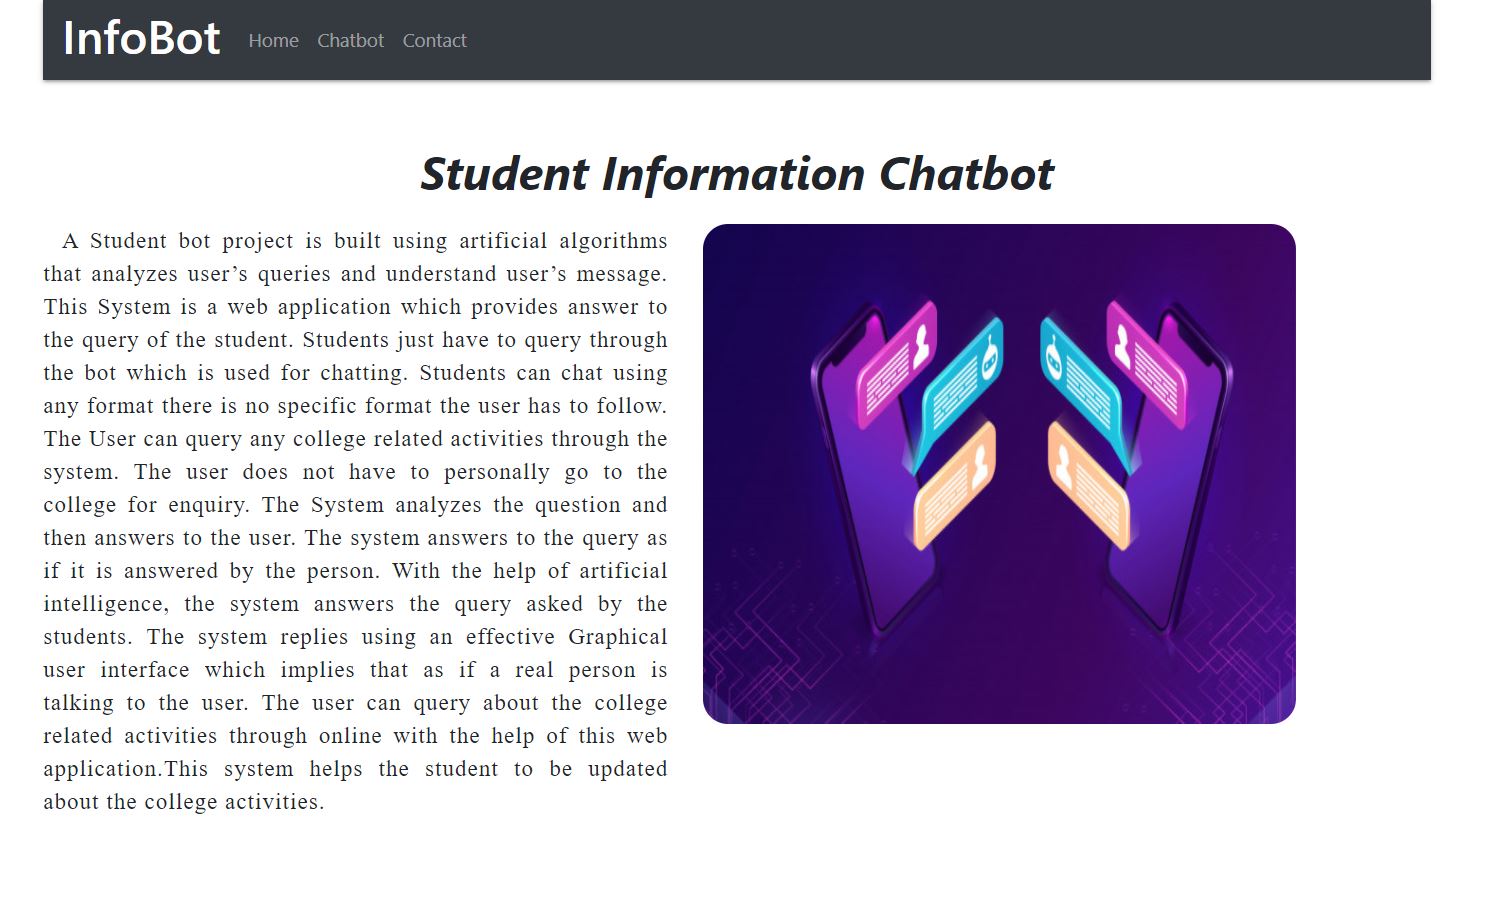 InfoBot Home Chatbot Contact
Student Information Chatbot
A Student bot project is built using artificial algorithms
that analyzes user’s queries and understand user’s message.
This System is a web application which provides answer to
the query of the student. Students just have to query through
the bot which is used for chatting. Students can chat using
any format there is no specific format the user has to follow.
The User can query any college related activities through the
system. The user does not have to personally go to the
college for enquiry. The System analyzes the question and
then answers to the user. The system answers to the query as
if it is answered by the person. With the help of artificial
intelligence, the system answers the query asked by the
students. The system replies using an effective Graphical
user interface which implies that as if a real person is
talking to the user. The user can query about the college
related activities through online with the help of this web
application.This system helps the student to be updated
about the college activities.